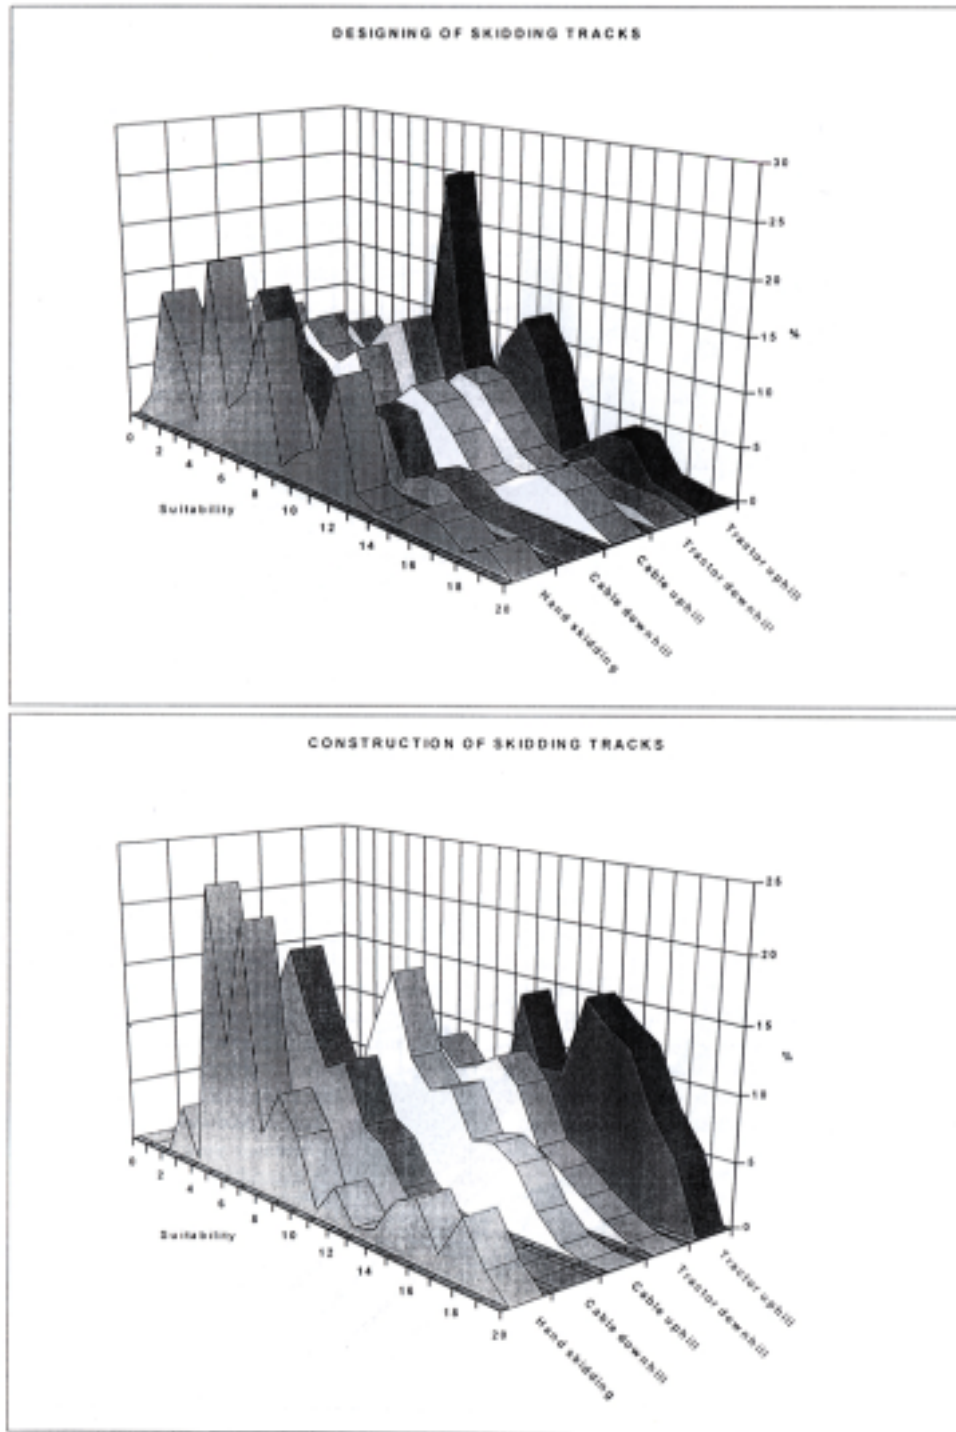 DESIGNING OF SKIDDING TRACKS
30
25
20
15
%
10
5
0
0
2
4
6
8
10
12
14
16
18
20
Suitability
Tractor uphill
Tractor downhill
Cable uphill
Cable downhill
Hand skidding
CONSTRUCTION OF SKIDDING TRACKS
25
20
15
%
10
5
0
0
2
4
6
8
10
12
14
16
18
20
Suitability
Tractor uphill
Tractor downhill
Cable uphill
Cable downhill
Hand skidding